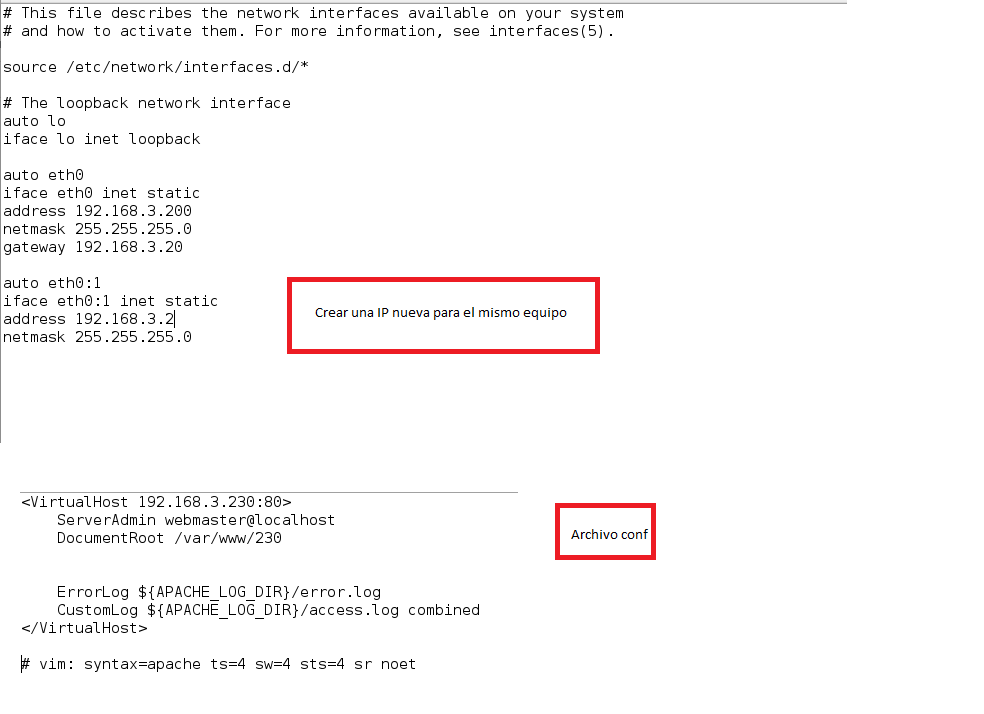 # This file describes the network interfaces available on your system
# and how to activate them. For more information, see interfaces(5).
source /etc/network/interfaces.d/*
# The loopback network interface
auto lo
iface lo inet loopback
auto eth0
iface eth0 inet static
address 192.168.3.200
netmask 255.255.255.0
gateway 192.168.3.20
auto eth0:1
iface eth0:1 inet static
address 192.168.3.2
netmask 255.255.255.0
Crear una IP nueva para el mismo equipo
<VirtualHost 192.168.3.230:80>
ServerAdmin webmaster@localhost
DocumentRoot /var/www/230
ErrorLog ${APACHE_LOG_DIR}/error.log
CustomLog ${APACHE_LOG_DIR}/access.log combined
</VirtualHost>
# vim: syntax=apache ts=4 sw=4 sts=4 sr noet
Archivo conf